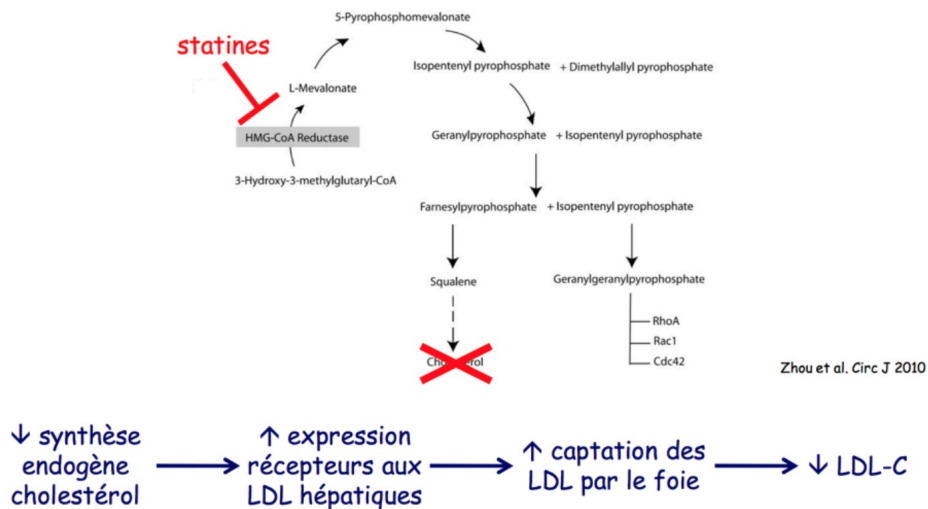 5-Pyrophosphomevalonate
statines
Isopentenyl pyrophosphate + Dimethylallyl pyrophosphate
L-Mevalonate
HMG-CoA Reductase
Geranylpyrophosphate + Isopentenyl pyrophosphate
3-Hydroxy-3-methylglutaryl-CoA
Farnesylpyrophosphate + Isopentenyl pyrophosphate
Squalene
Geranylgeranylpyrophosphate
RhoA
Rac1
Cdc42
Cholesterol
Zhou et al. Circ J 2010
↓ synthèse
endogène
cholestérol
↑ expression
récepteurs aux
LDL hépatiques
↑ captation des
LDL par le foie
↓ LDL-C